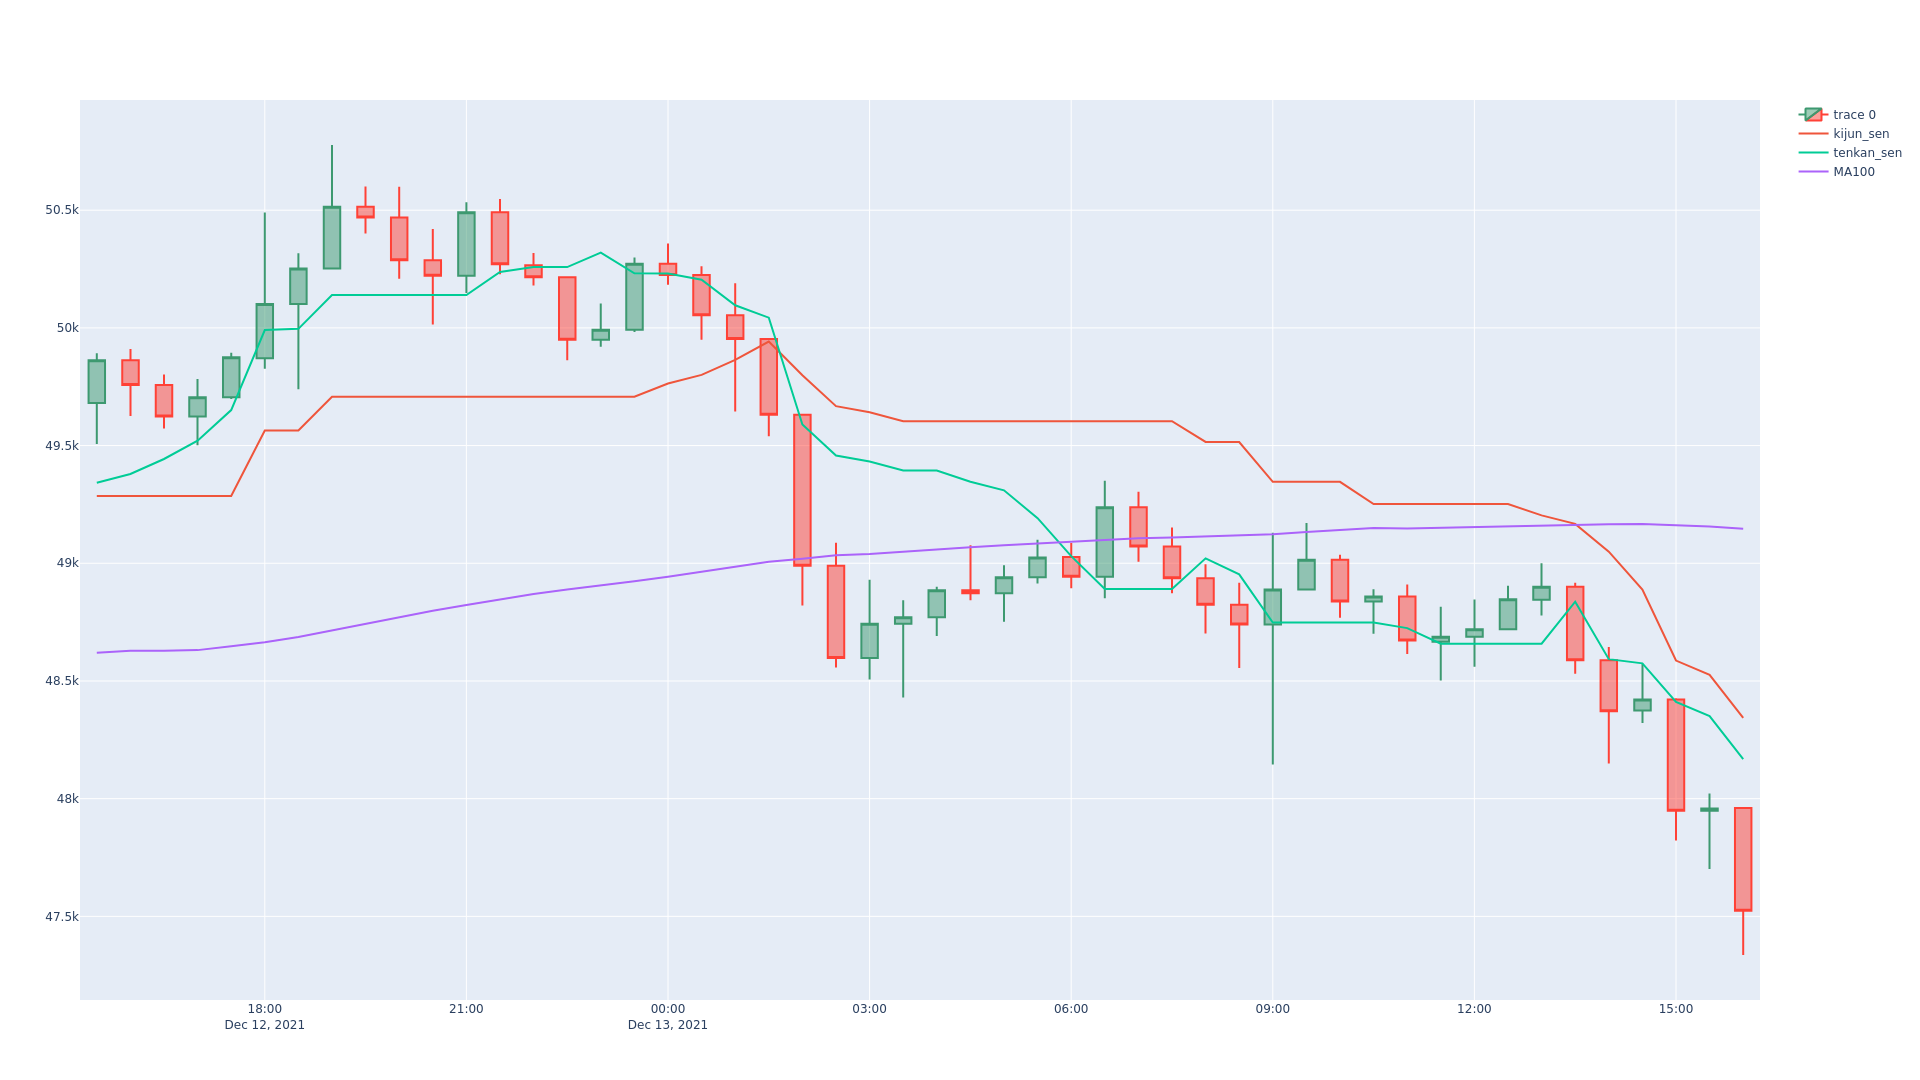 trace 0
kijun_sen
tenkan_sen
MA100
50.5k
50k
49.5k
49k
48.5k
48k
47.5k
18:00 21:00 00:00 03:00 06:00 09:00 12:00 15:00
Dec 12, 2021 Dec 13, 2021